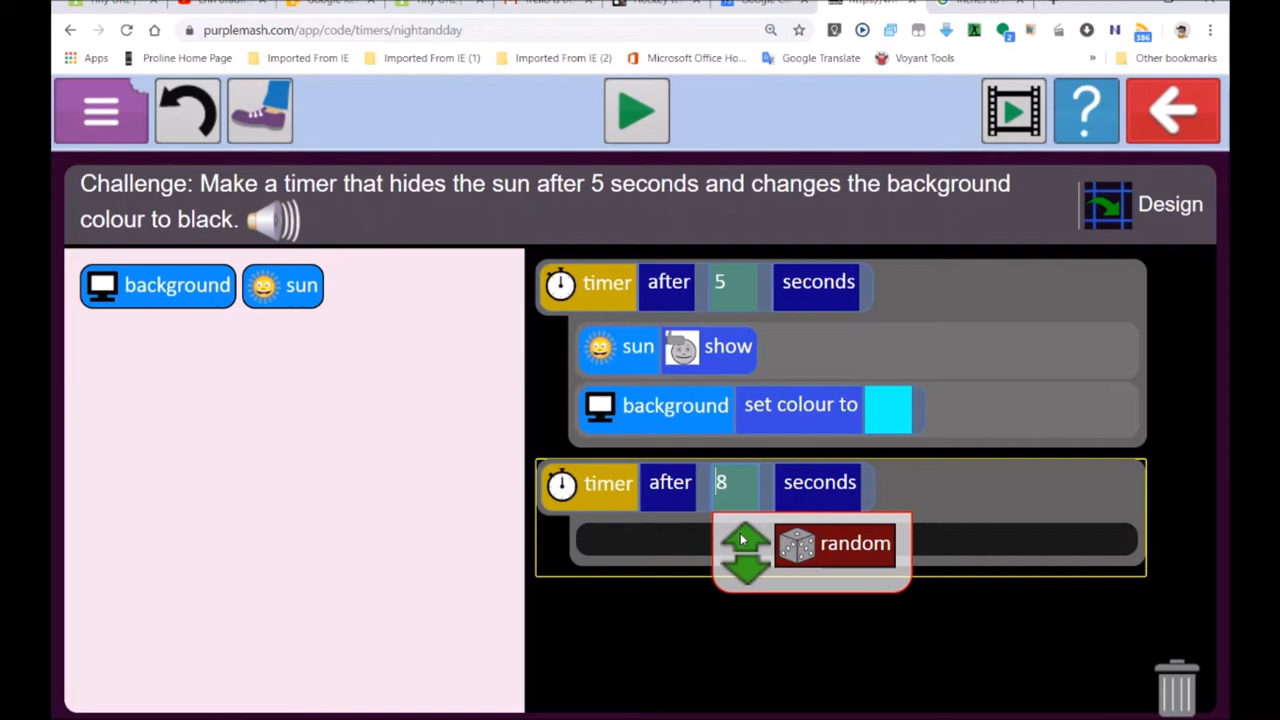 purplemash.com/app/code/timers/nightandday
386
2
Apps Proline Home Page Imported From IE Imported From IE (1) Imported From IE (2) Microsoft Office Ho... Google Translate Voyant Tools » Other bookmarks
Challenge: Make a timer that hides the sun after 5 seconds and changes the background
colour to black.
Design
background sun
timer after 5 seconds
sun show
background set colour to
timer after 8 seconds
random